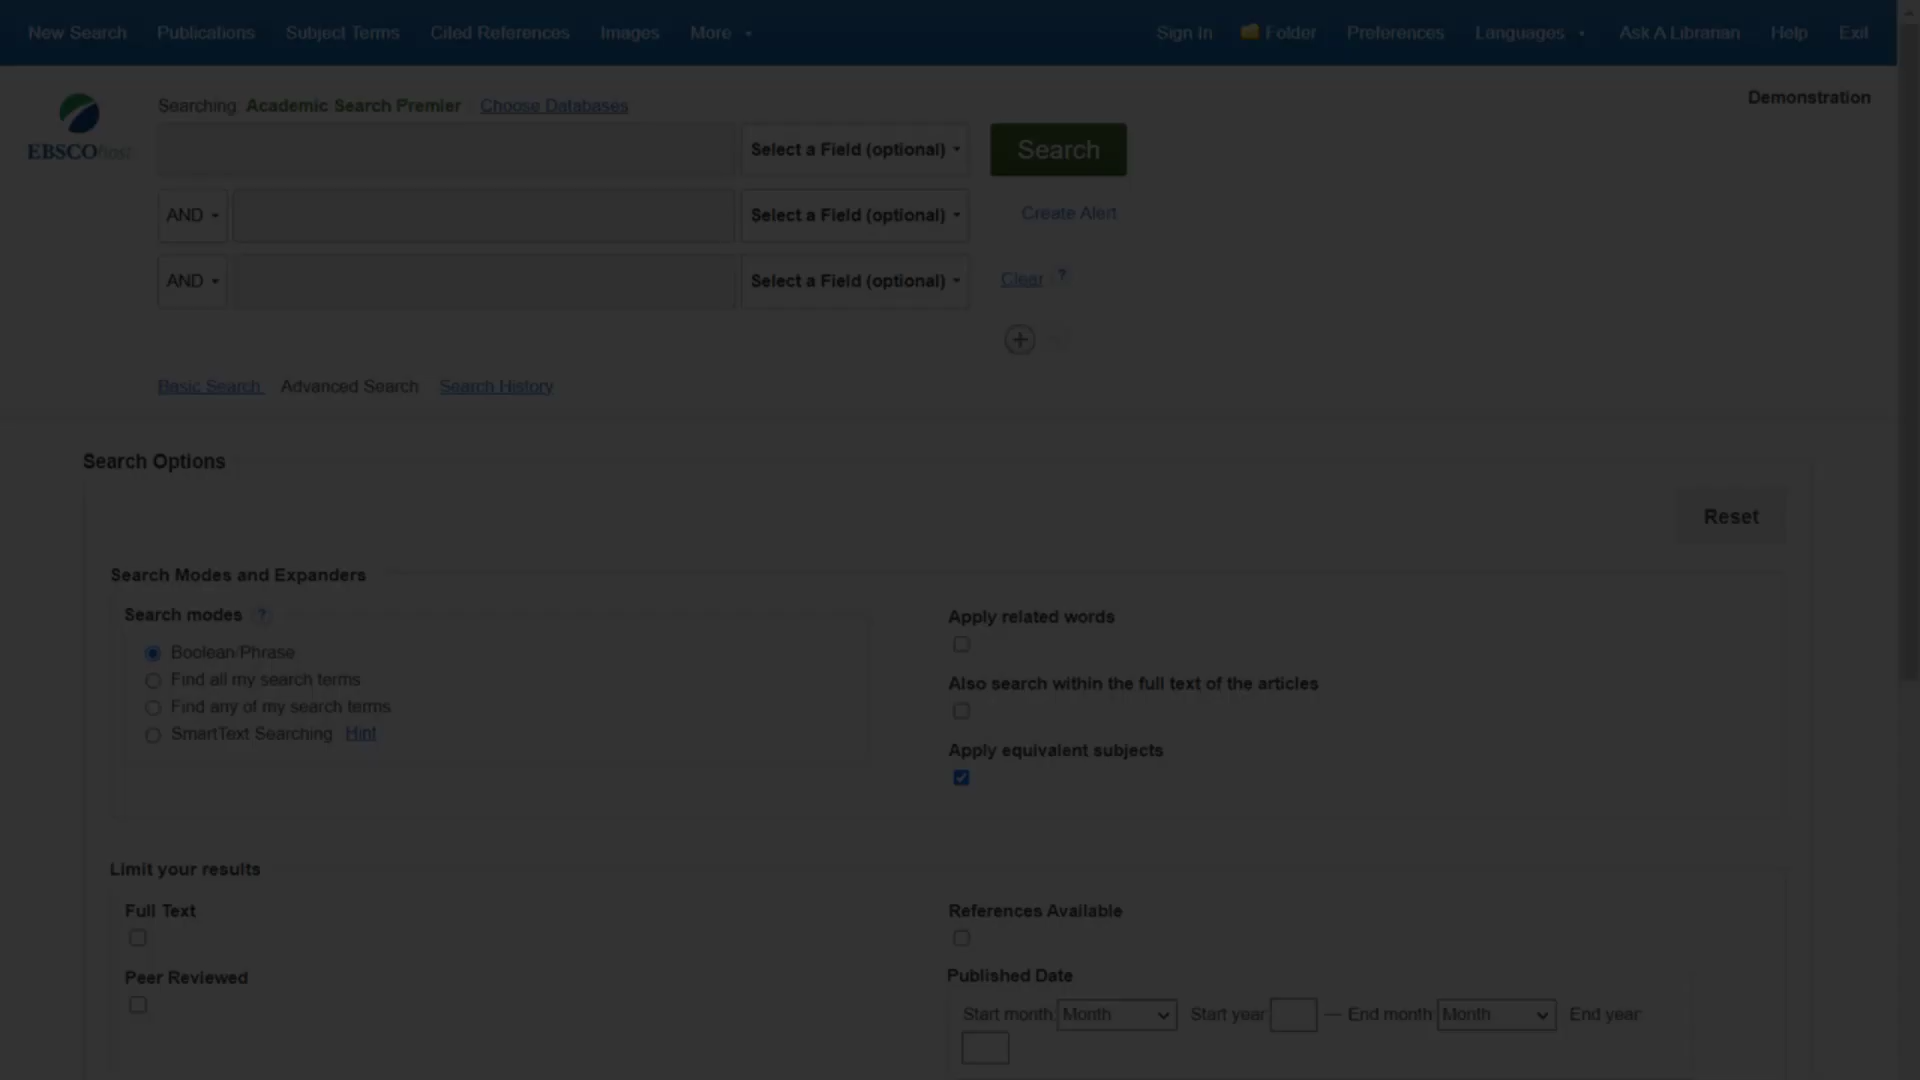 New Search Publications Subject Terms Cited References Images More Sign In Folder Preferences Languages Ask A Librarian Help Exit
Searching: Academic Search Premier Choose Databases
Demonstration
EBSCOhost
Select a Field (optional) Search
AND Select a Field (optional) Create Alert
AND Select a Field (optional) Clear ?
Basic Search Advanced Search Search History
Search Options
Reset
Search Modes and Expanders
Search modes ?
Boolean/Phrase
Find all my search terms
Find any of my search terms
SmartText Searching Hint
Apply related words
Also search within the full text of the articles
Apply equivalent subjects
Limit your results
Full Text
Peer Reviewed
References Available
Published Date
Start month Month Start year — End month Month End year: